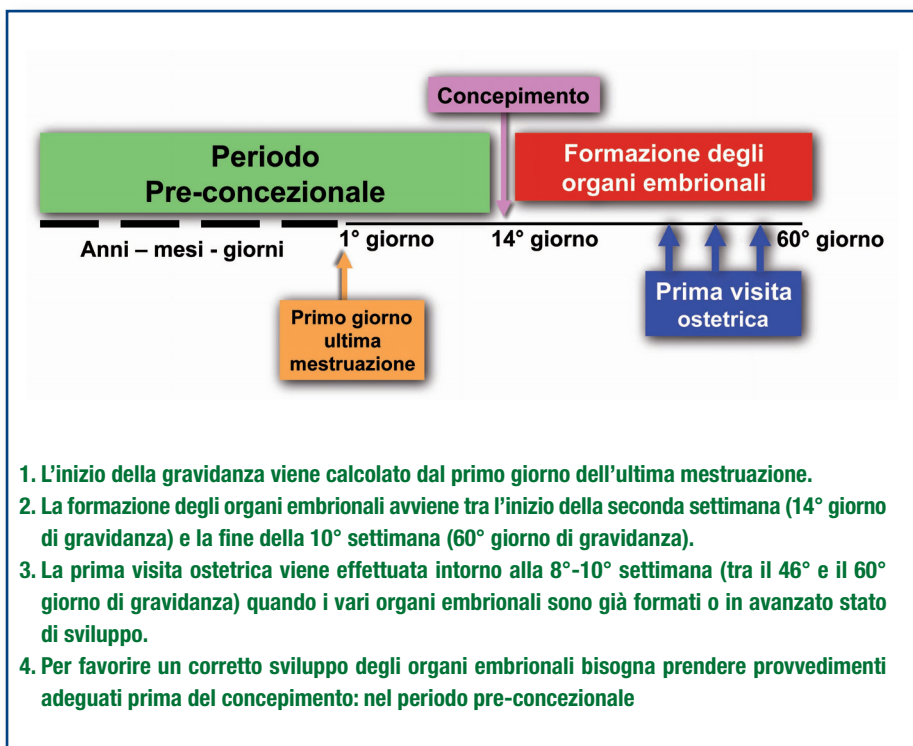 Concepimento
Periodo
Pre-concezionale
Formazione degli
organi embrionali
Anni – mesi - giorni
1° giorno
14° giorno
60° giorno
Primo giorno
ultima
mestruazione
Prima visita
ostetrica
1. L'inizio della gravidanza viene calcolato dal primo giorno dell'ultima mestruazione.
2. La formazione degli organi embrionali avviene tra l'inizio della seconda settimana (14° giorno
di gravidanza) e la fine della 10° settimana (60° giorno di gravidanza).
3. La prima visita ostetrica viene effettuata intorno alla 8°-10° settimana (tra il 46° e il 60°
giorno di gravidanza) quando i vari organi embrionali sono già formati o in avanzato stato
di sviluppo.
4. Per favorire un corretto sviluppo degli organi embrionali bisogna prendere provvedimenti
adeguati prima del concepimento: nel periodo pre-concezionale